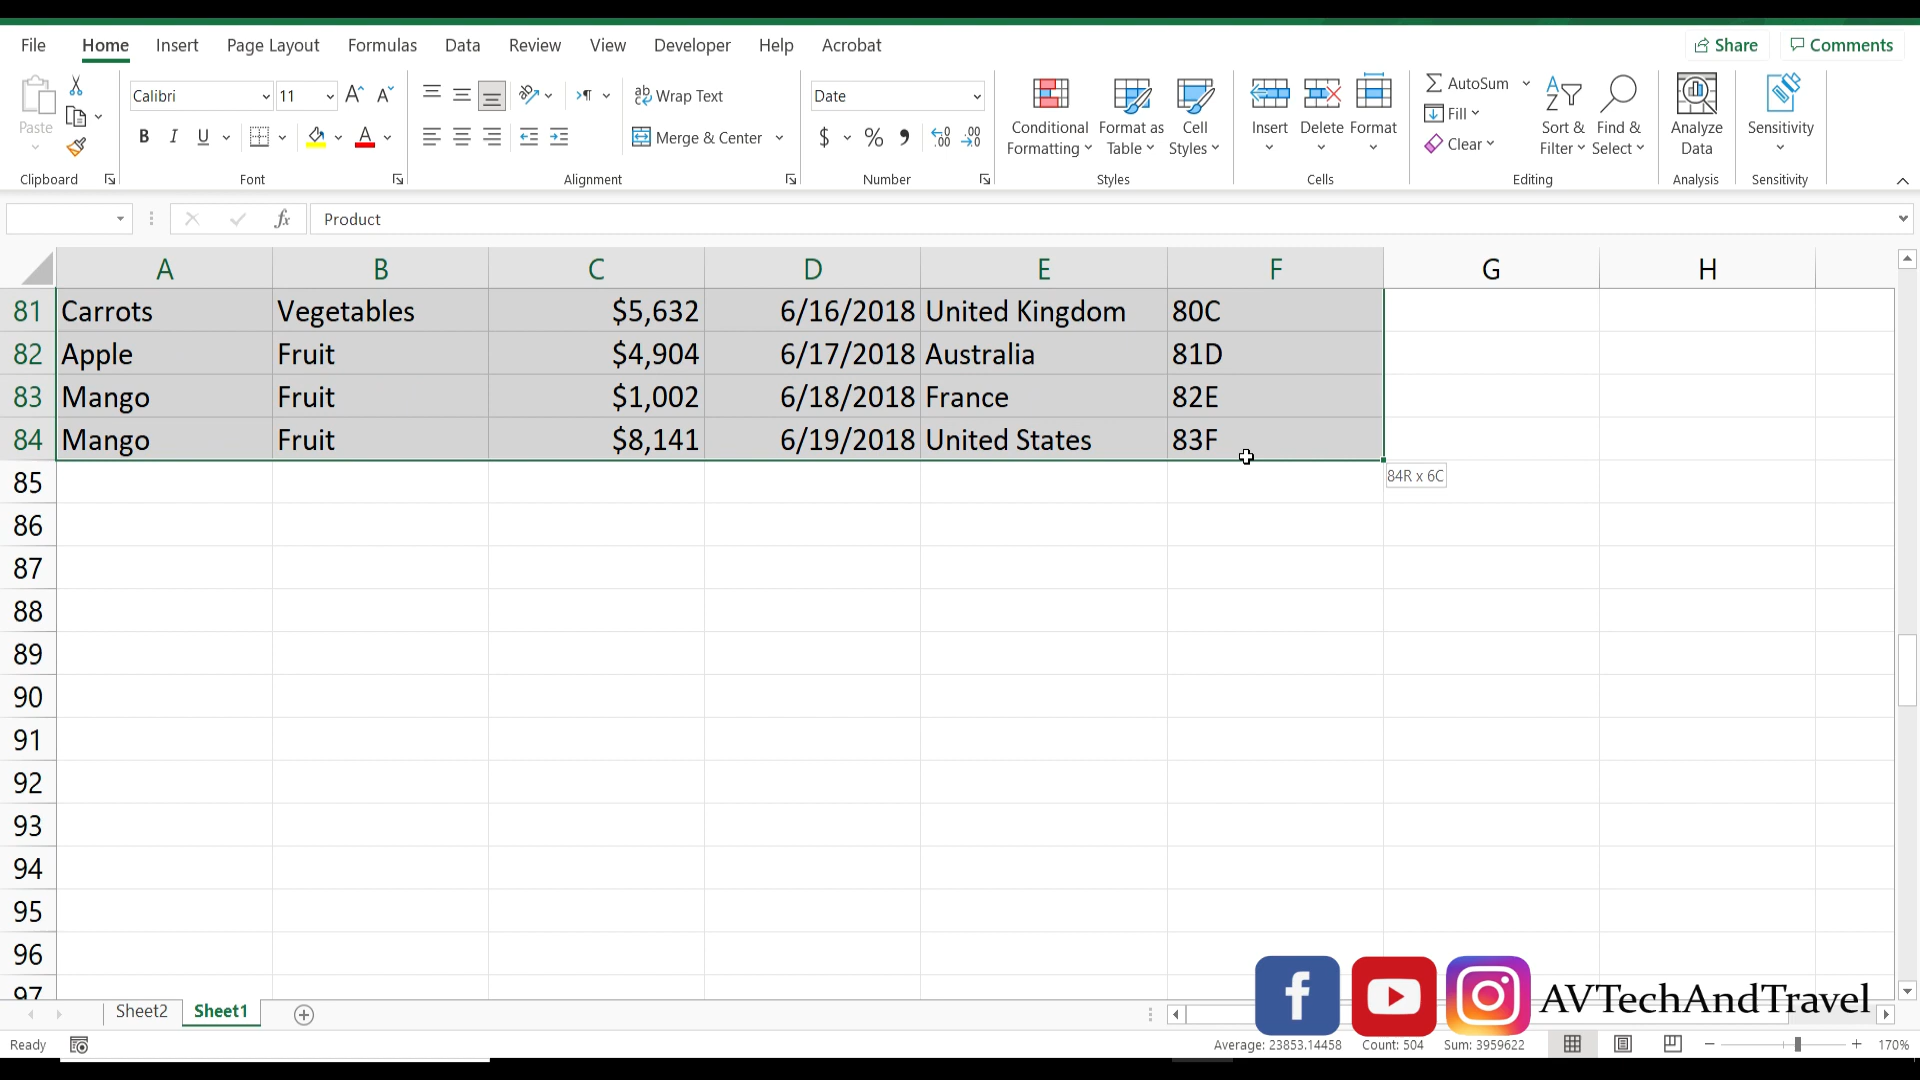 File Home Insert Page Layout Formulas Data Review View Developer Help Acrobat Share Comments
Paste Calibri 11 Wrap Text Date AutoSum
Merge & Center Conditional Formatting Format as Table Cell Styles Insert Delete Format Fill Clear Sort & Filter Find & Select Analyze Data Sensitivity
Clipboard Font Alignment Number Styles Cells Editing Analysis Sensitivity
fx Product
A B C D E F G H
81 Carrots Vegetables $5,632 6/16/2018 United Kingdom 80C
82 Apple Fruit $4,904 6/17/2018 Australia 81D
83 Mango Fruit $1,002 6/18/2018 France 82E
84 Mango Fruit $8,141 6/19/2018 United States 83F
84R x 6C
85
86
87
88
89
90
91
92
93
94
95
96
97
AVTechAndTravel
Sheet2 Sheet1
Ready Average: 23853.14458 Count: 504 Sum: 3959622 170%